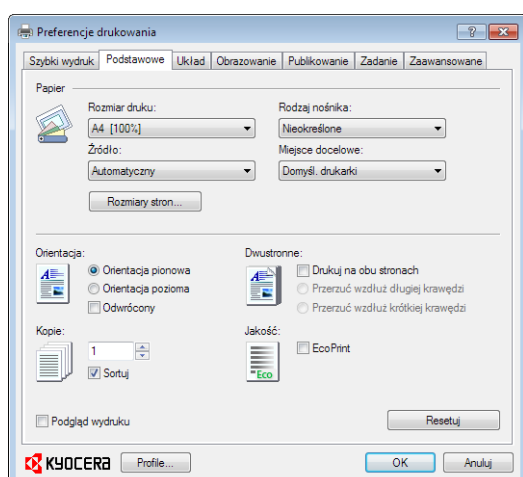 Preferencje drukowania
Szybki wydruk Podstawowe Układ Obrazowanie Publikowanie Zadanie Zaawansowane
Papier
Rozmiar druku: Rodzaj nośnika:
A4 [100%] Nieokreślone
Źródło: Miejsce docelowe:
Automatyczny Domyśl. drukarki
Rozmiary stron...
Orientacja: Dwustronne:
Orientacja pionowa Drukuj na obu stronach
Orientacja pozioma Przerzuć wzdłuż długiej krawędzi
Odwrócony Przerzuć wzdłuż krótkiej krawędzi
Kopie: Jakość:
1 EcoPrint
Sortuj
Eco
Podgląd wydruku Resetuj
KYOCERA Profile... OK Anuluj